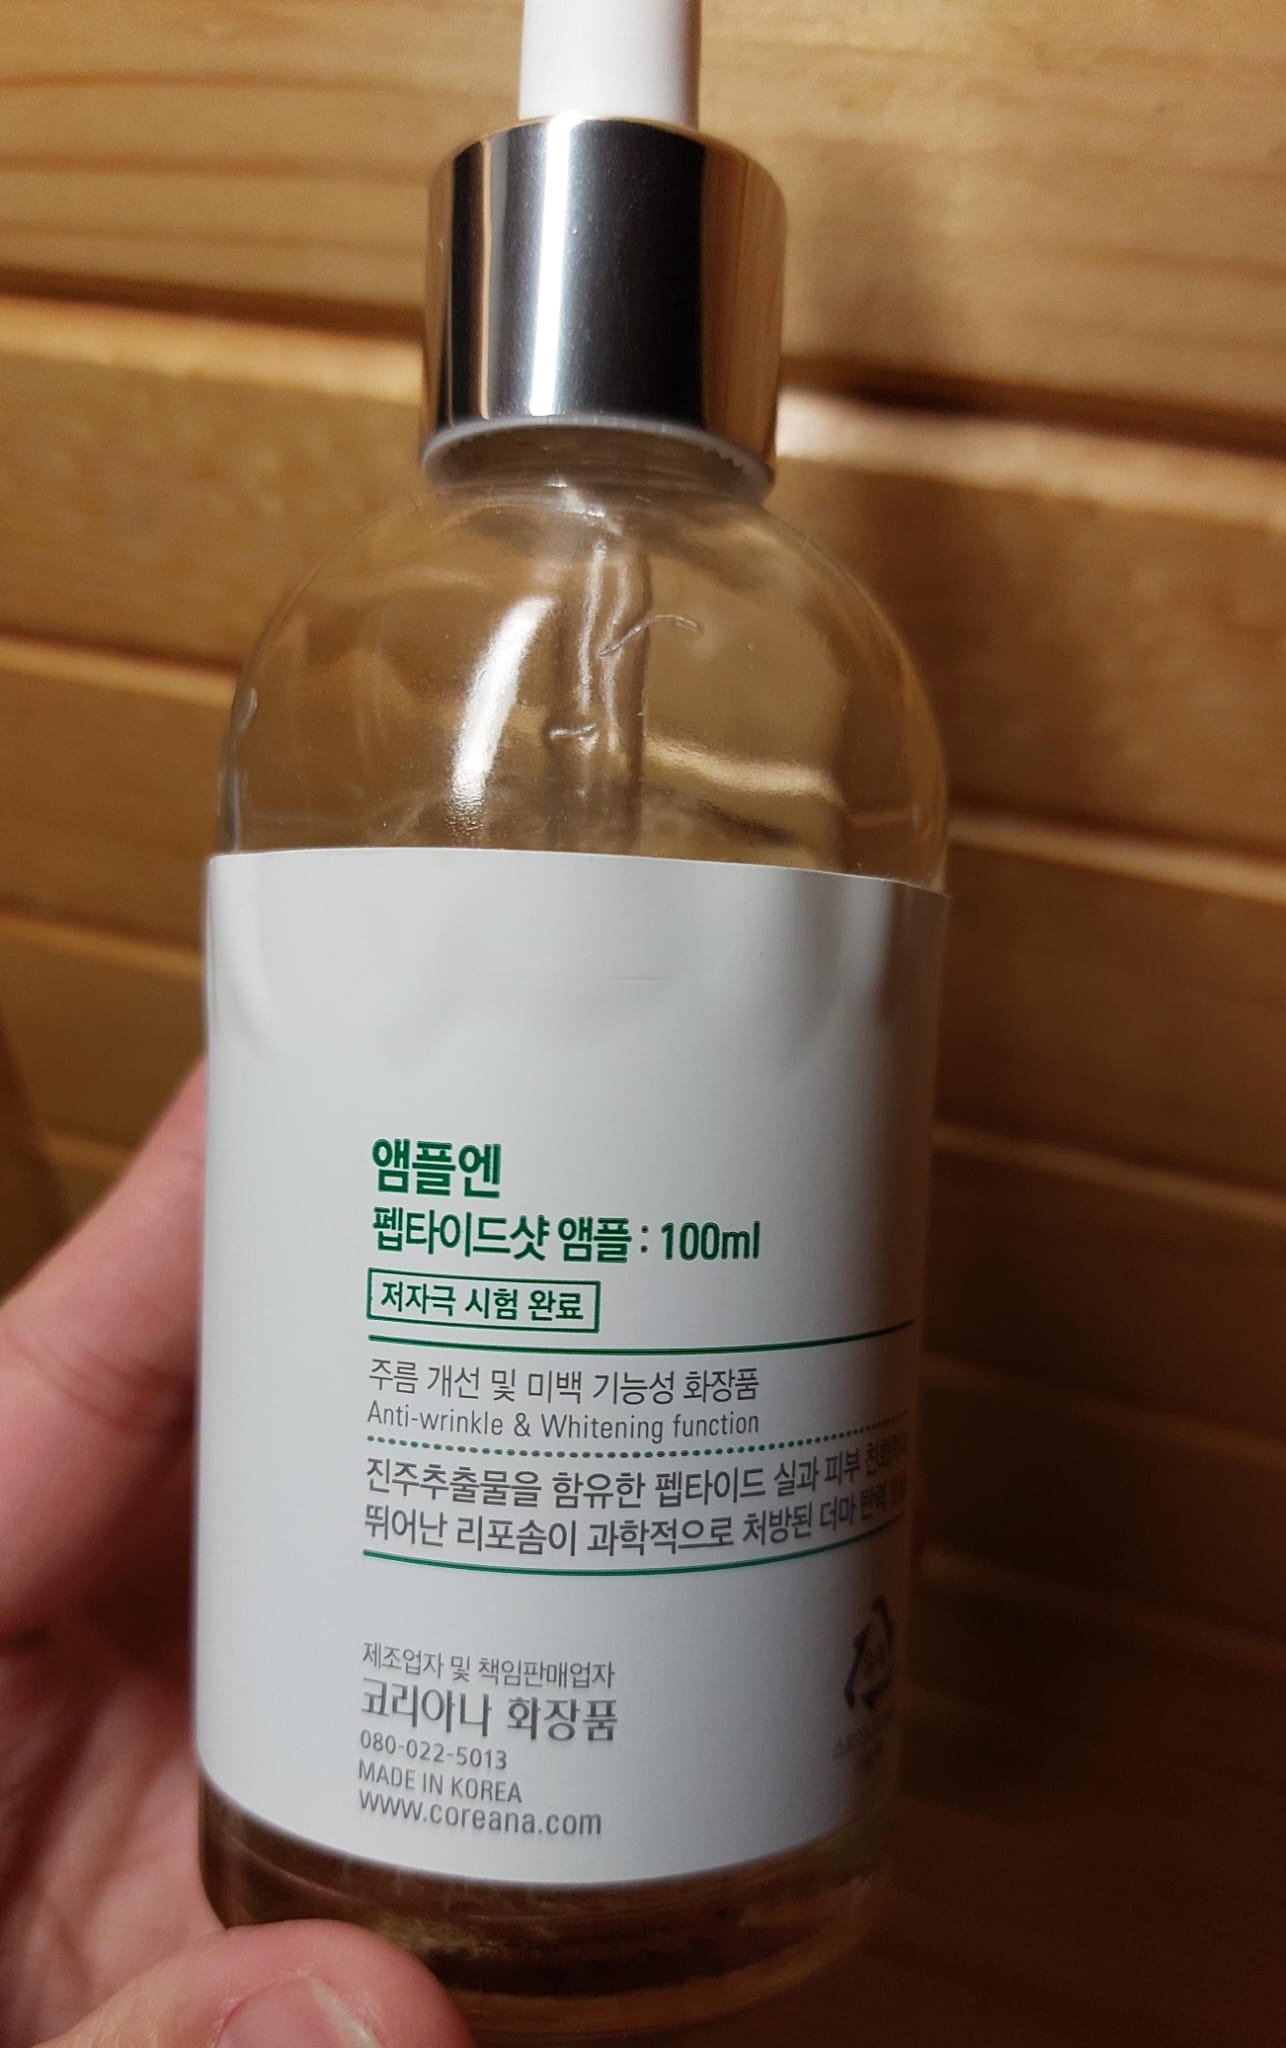 앰플엔
펩타이드샷 앰플 : 100ml
저자극 시험 완료
주름 개선 및 미백 기능성 화장품
Anti-wrinkle & Whitening function
진주추출물을 함유한 펩타이드 실과 피부
뛰어난 리포솜이 과학적으로 처방된 더마 탄력
제조업자 및 책임판매업자
코리아나 화장품
080-022-5013
MADE IN KOREA
www.coreana.com